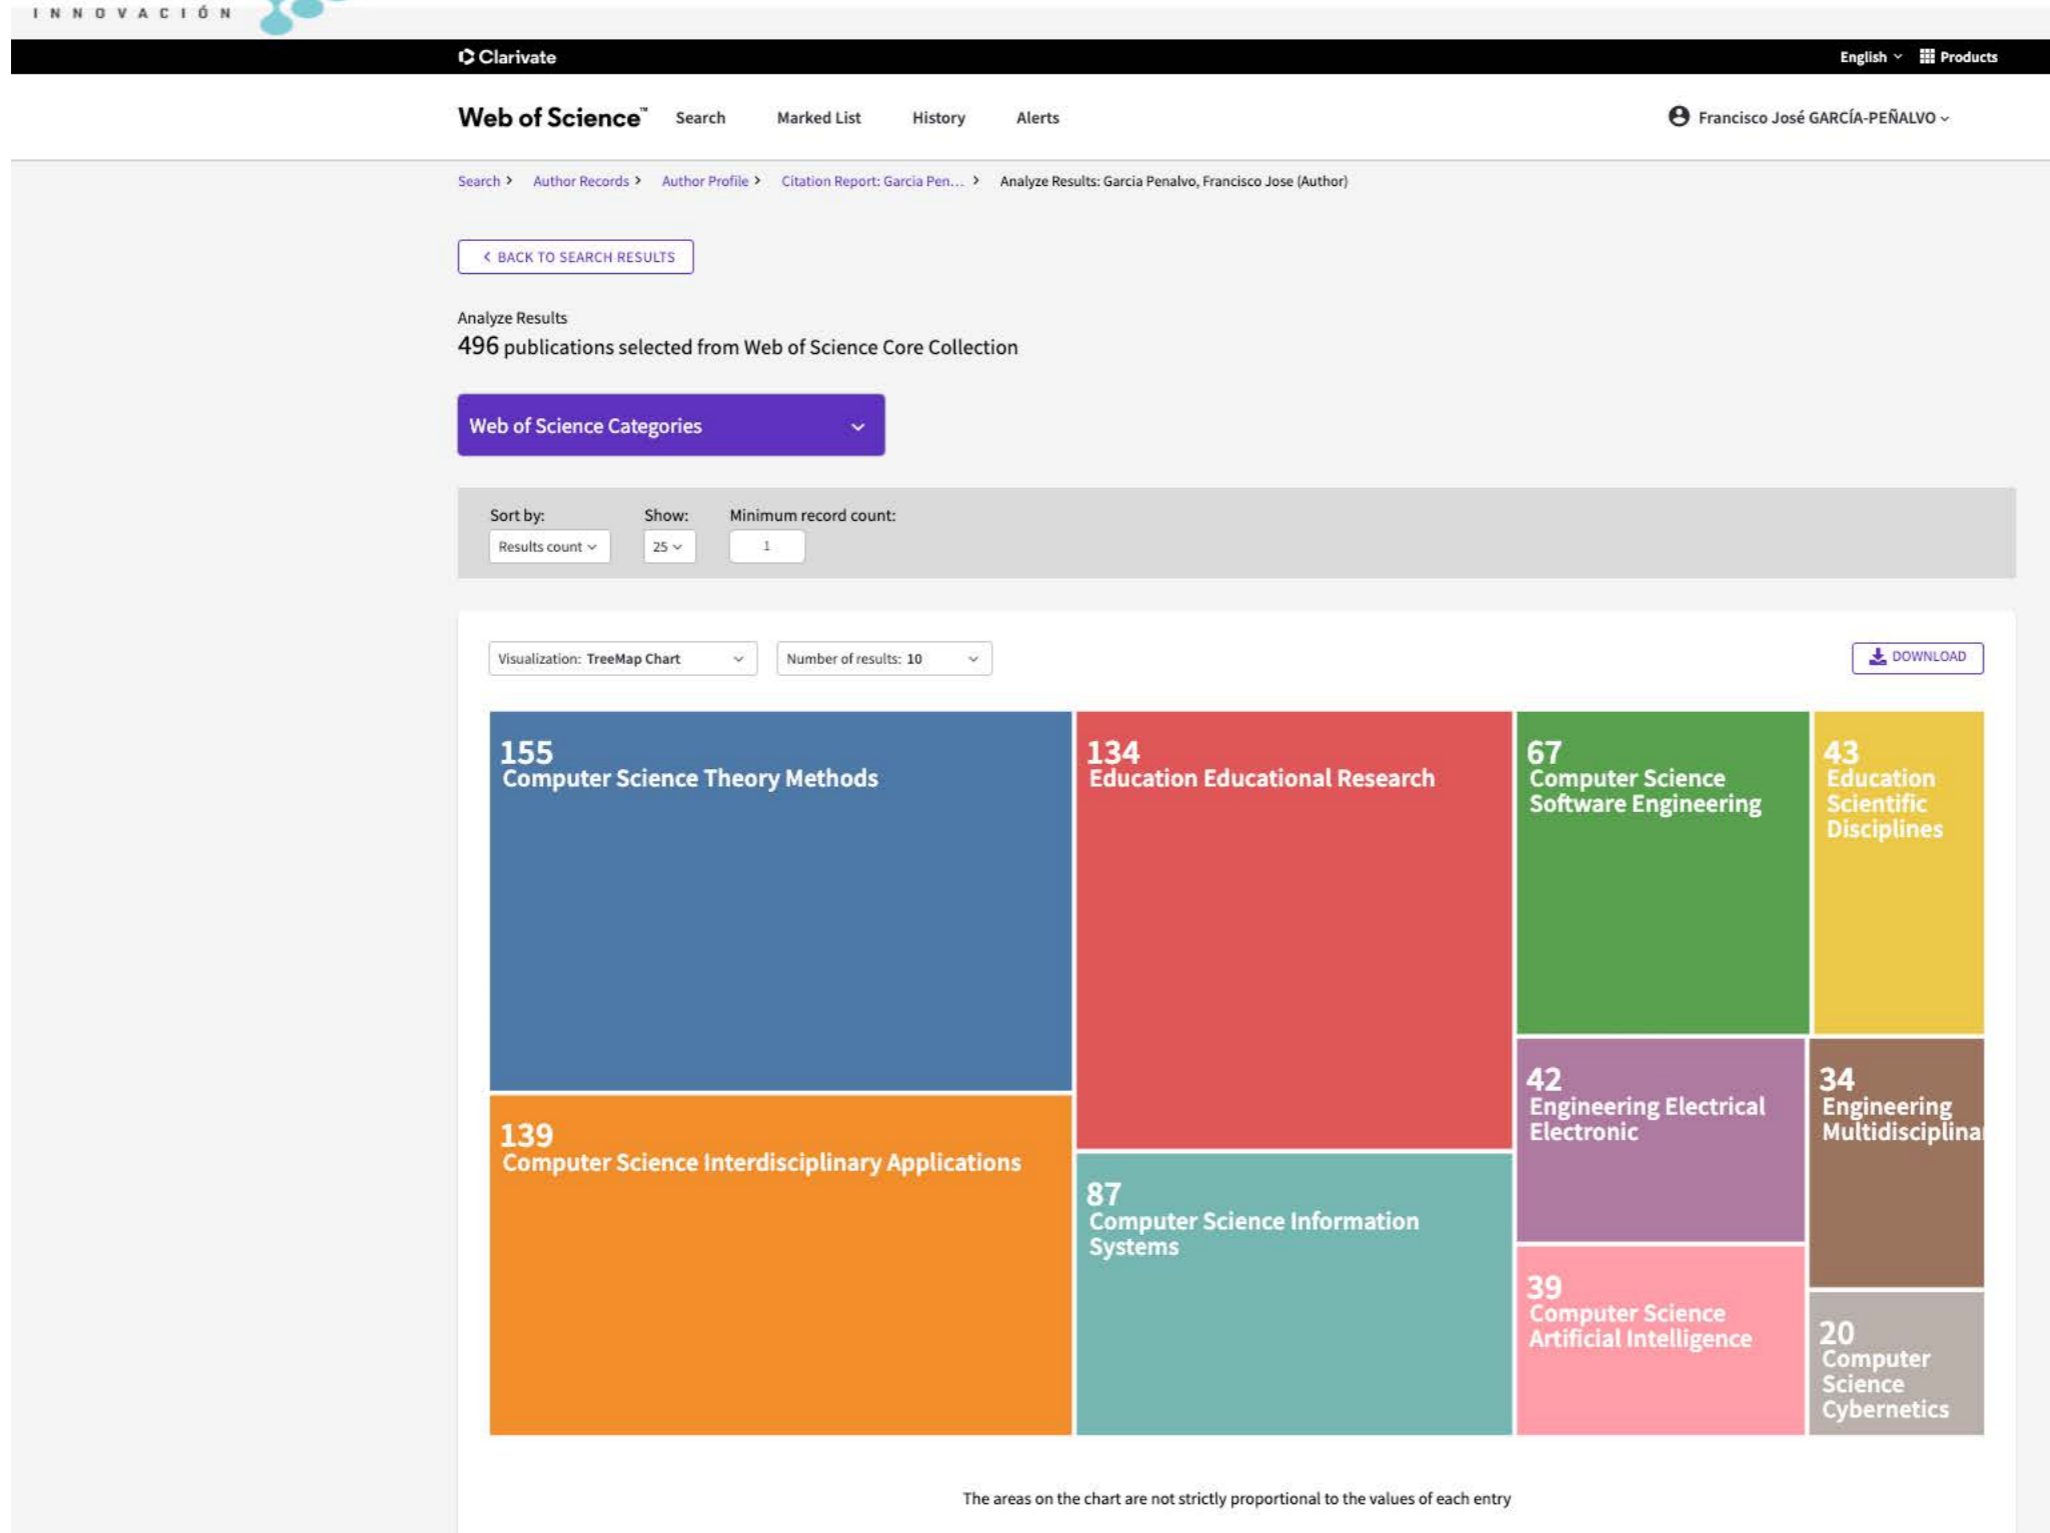 INNOVACIÓN
Clarivate
English
Products
Web of Science™
Search
Marked List
History
Alerts
Francisco José GARCÍA-PEÑALVO
Search > Author Records > Author Profile > Citation Report: Garcia Pen... > Analyze Results: Garcia Penalvo, Francisco Jose (Author)
< BACK TO SEARCH RESULTS
Analyze Results
496 publications selected from Web of Science Core Collection
Web of Science Categories
Sort by:
Show:
Minimum record count:
Results count
25
1
Visualization: TreeMap Chart
Number of results: 10
DOWNLOAD
155
Computer Science Theory Methods
134
Education Educational Research
67
Computer Science
Software Engineering
43
Education
Scientific
Disciplines
139
Computer Science Interdisciplinary Applications
87
Computer Science Information
Systems
42
Engineering Electrical
Electronic
34
Engineering
Multidisciplina
39
Computer Science
Artificial Intelligence
20
Computer
Science
Cybernetics
The areas on the chart are not strictly proportional to the values of each entry